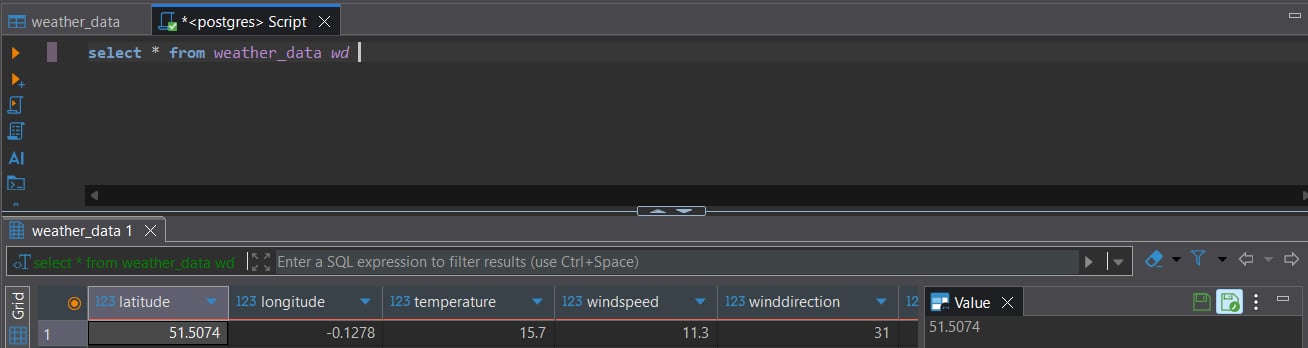 weather_data
*<postgres> Script
select * from weather_data wd
AI
weather_data 1
select * from weather_data wd
Enter a SQL expression to filter results (use Ctrl+Space)
Grid
123 latitude
123 longitude
123 temperature
123 windspeed
123 winddirection
Value
1
51.5074
-0.1278
15.7
11.3
31
51.5074